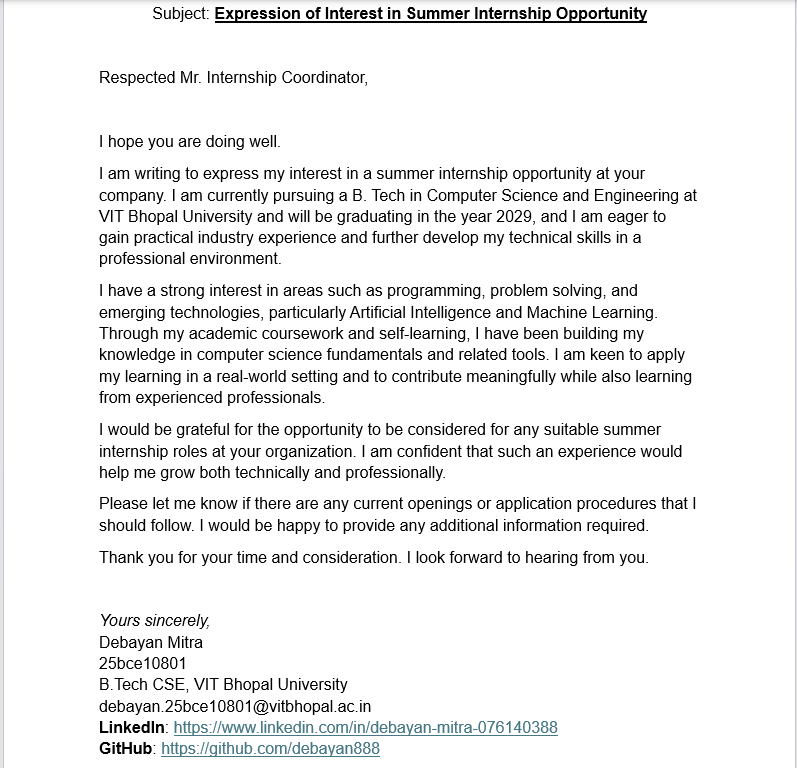 Subject: Expression of Interest in Summer Internship Opportunity
Respected Mr. Internship Coordinator,
I hope you are doing well.
I am writing to express my interest in a summer internship opportunity at your
company. I am currently pursuing a B. Tech in Computer Science and Engineering at
VIT Bhopal University and will be graduating in the year 2029, and I am eager to
gain practical industry experience and further develop my technical skills in a
professional environment.
I have a strong interest in areas such as programming, problem solving, and
emerging technologies, particularly Artificial Intelligence and Machine Learning.
Through my academic coursework and self-learning, I have been building my
knowledge in computer science fundamentals and related tools. I am keen to apply
my learning in a real-world setting and to contribute meaningfully while also learning
from experienced professionals.
I would be grateful for the opportunity to be considered for any suitable summer
internship roles at your organization. I am confident that such an experience would
help me grow both technically and professionally.
Please let me know if there are any current openings or application procedures that I
should follow. I would be happy to provide any additional information required.
Thank you for your time and consideration. I look forward to hearing from you.
Yours sincerely,
Debayan Mitra
25bce10801
B.Tech CSE, VIT Bhopal University
debayan.25bce10801@vitbhopal.ac.in
LinkedIn: https://www.linkedin.com/in/debayan-mitra-076140388
GitHub: https://github.com/debayan888